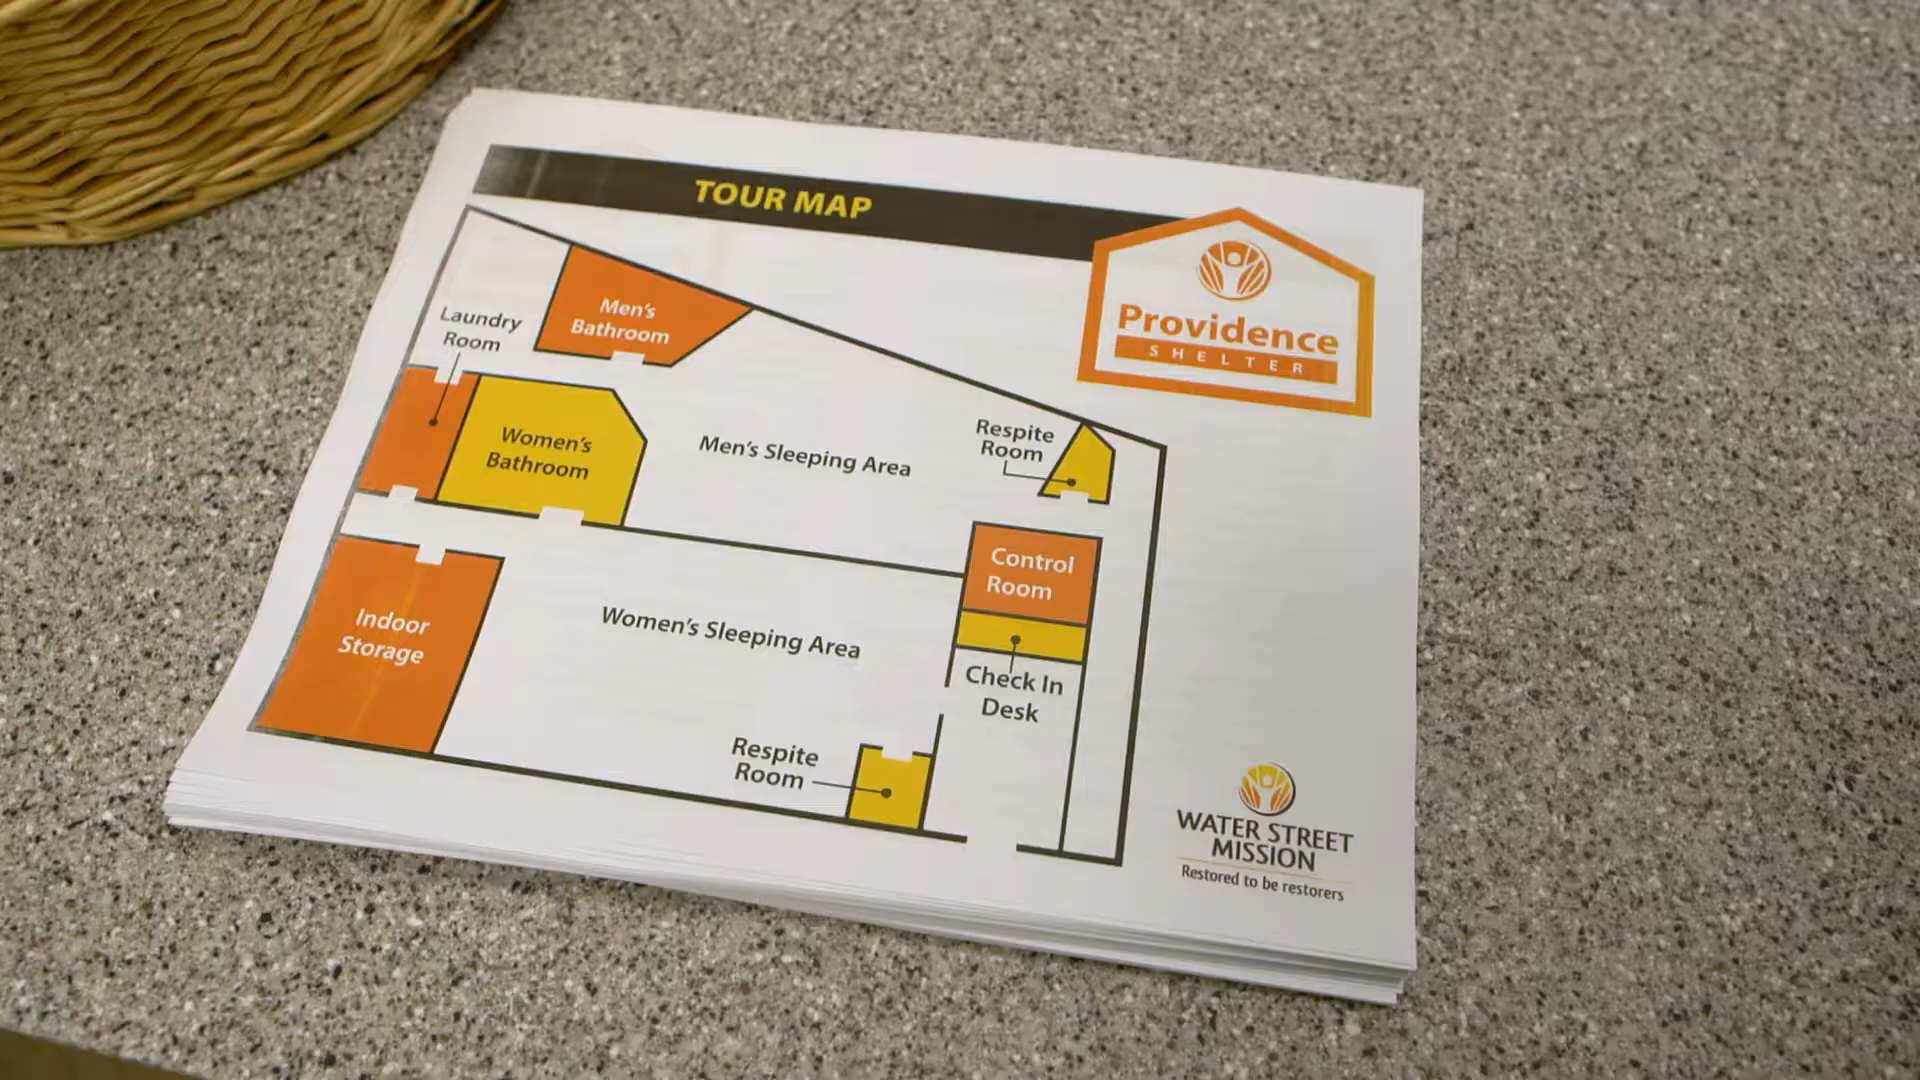 TOUR MAP
Providence
SHELTER
Men's
Bathroom
Laundry
Room
Women's
Bathroom
Men's Sleeping Area
Respite
Room
Control
Room
Indoor
Storage
Women's Sleeping Area
Check In
Desk
Respite
Room
WATER STREET
MISSION
Restored to be restorers